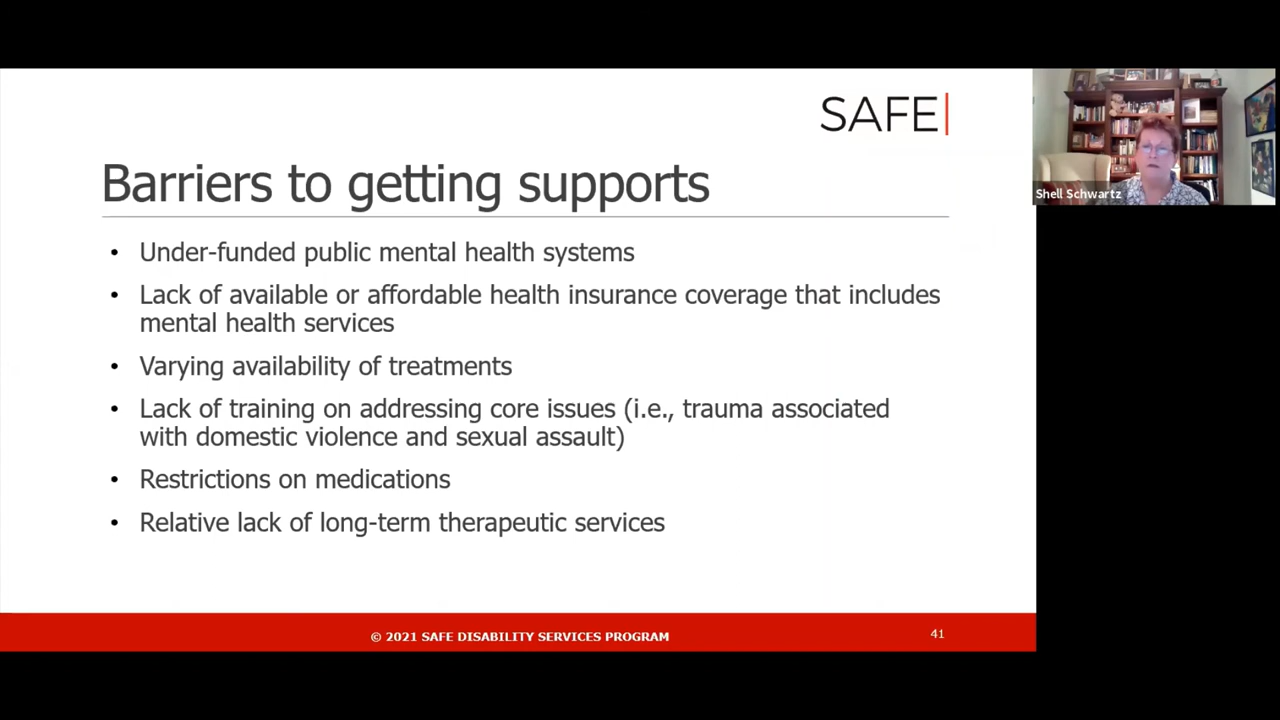 SAFE
Barriers to getting supports
• Under-funded public mental health systems
• Lack of available or affordable health insurance coverage that includes
mental health services
• Varying availability of treatments
• Lack of training on addressing core issues (i.e., trauma associated
with domestic violence and sexual assault)
• Restrictions on medications
• Relative lack of long-term therapeutic services
© 2021 SAFE DISABILITY SERVICES PROGRAM
41
Shell Schwartz